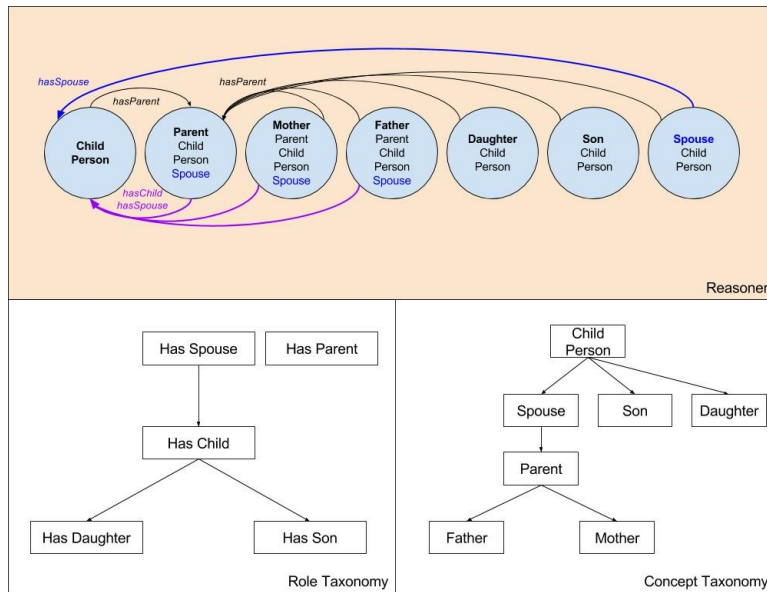 hasSpouse
hasParent
hasParent
Child
Person
Parent
Child
Person
Spouse
Mother
Parent
Child
Person
Spouse
Father
Parent
Child
Person
Spouse
Daughter
Child
Person
Son
Child
Person
Spouse
Child
Person
hasChild
hasSpouse
Reasoner
Has Spouse
Has Parent
Has Child
Has Daughter
Has Son
Role Taxonomy
Child
Person
Spouse
Son
Daughter
Parent
Father
Mother
Concept Taxonomy